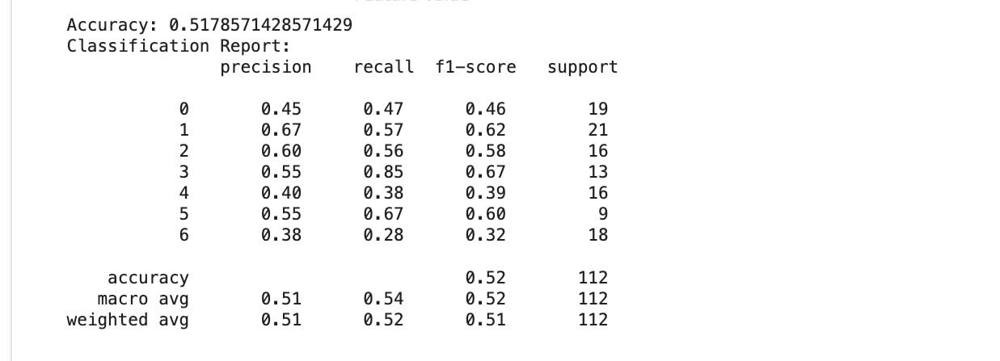 Accuracy: 0.5178571428571429
Classification Report:
precision recall f1-score support
0 0.45 0.47 0.46 19
1 0.67 0.57 0.62 21
2 0.60 0.56 0.58 16
3 0.55 0.85 0.67 13
4 0.40 0.38 0.39 16
5 0.55 0.67 0.60 9
6 0.38 0.28 0.32 18
accuracy 0.52 112
macro avg 0.51 0.54 0.52 112
weighted avg 0.51 0.52 0.51 112